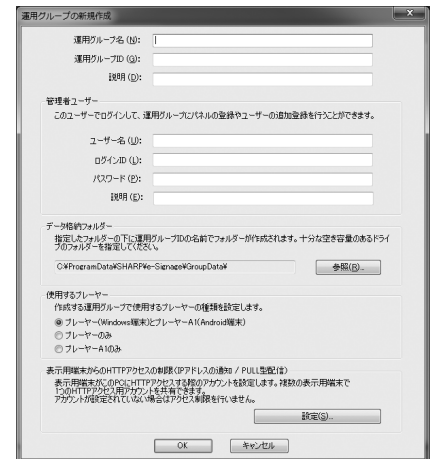 運用グループの新規作成
運用グループ名(N):
運用グループID(G):
説明(D):
管理者ユーザー
このユーザーでログインして、運用グループにパネルの登録やユーザーの追加登録を行うことができます。
ユーザー名(U):
ログインID(L):
パスワード(P):
説明(E):
データ格納フォルダー
指定したフォルダーの下に運用グループIDの名前でフォルダーが作成されます。十分な空き容量のあるドライ
ブのフォルダーを指定してください。
C:¥ProgramData¥SHARP¥e-Signage¥GroupData¥
参照(R)...
使用するプレーヤー
作成する運用グループで使用するプレーヤーの種類を設定します。
プレーヤー(Windows端末)とプレーヤーA1(Android端末)
プレーヤーのみ
プレーヤーA1のみ
表示用端末からのHTTPアクセスの制限(IPアドレスの通知 / PULL型配信)
表示用端末がこのPCにHTTPアクセスする際のアカウントを設定します。複数の表示用端末で
1つのHTTPアクセス用アカウントを共有できます。
アカウントが設定されていない場合はアクセス制限を行いません。
設定(S)...
OK
キャンセル